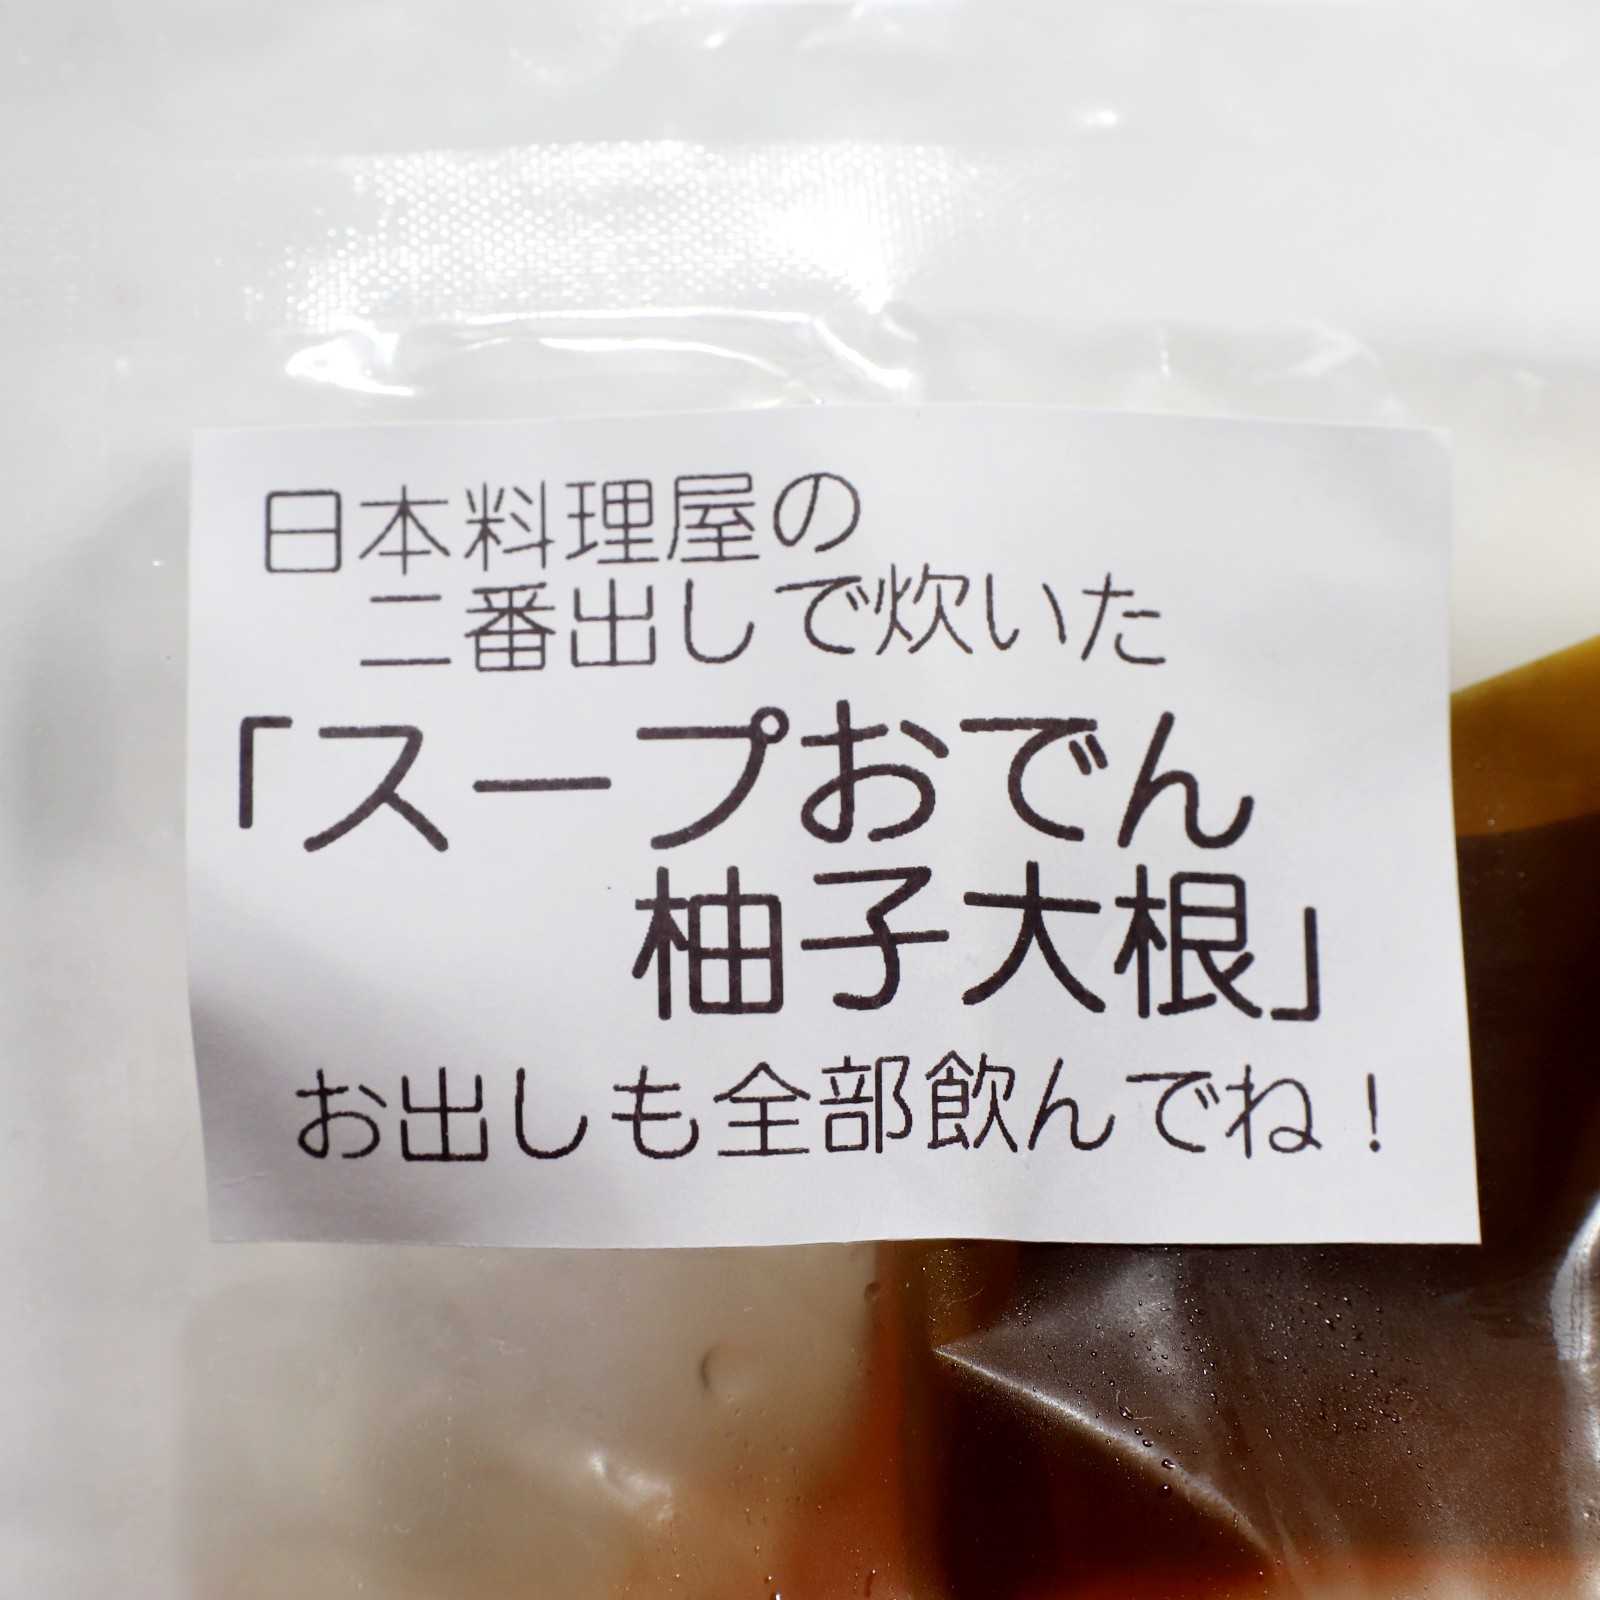 日本料理屋の
二番出しで炊いた
「スープおでん
柚子大根」
お出しも全部飲んでね！